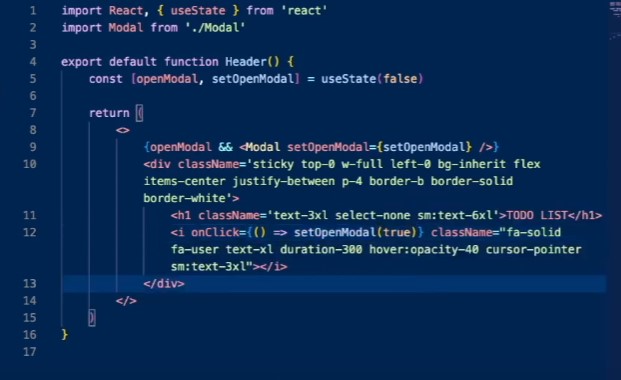 1 import React, { useState } from 'react'
2 import Modal from './Modal'
3
4 export default function Header() {
5 const [openModal, setOpenModal] = useState(false)
6
7 return (
8 <>
9 {openModal && <Modal setOpenModal={setOpenModal} />}
10 <div className='sticky top-0 w-full left-0 bg-inherit flex
items-center justify-between p-4 border-b border-solid
border-white'>
11 <h1 className='text-3xl select-none sm:text-6xl'>TODO LIST</h1>
12 <i onClick={() => setOpenModal(true)} className="fa-solid
fa-user text-xl duration-300 hover:opacity-40 cursor-pointer
sm:text-3xl"></i>
13 </div>
14 </>
15 )
16 }
17